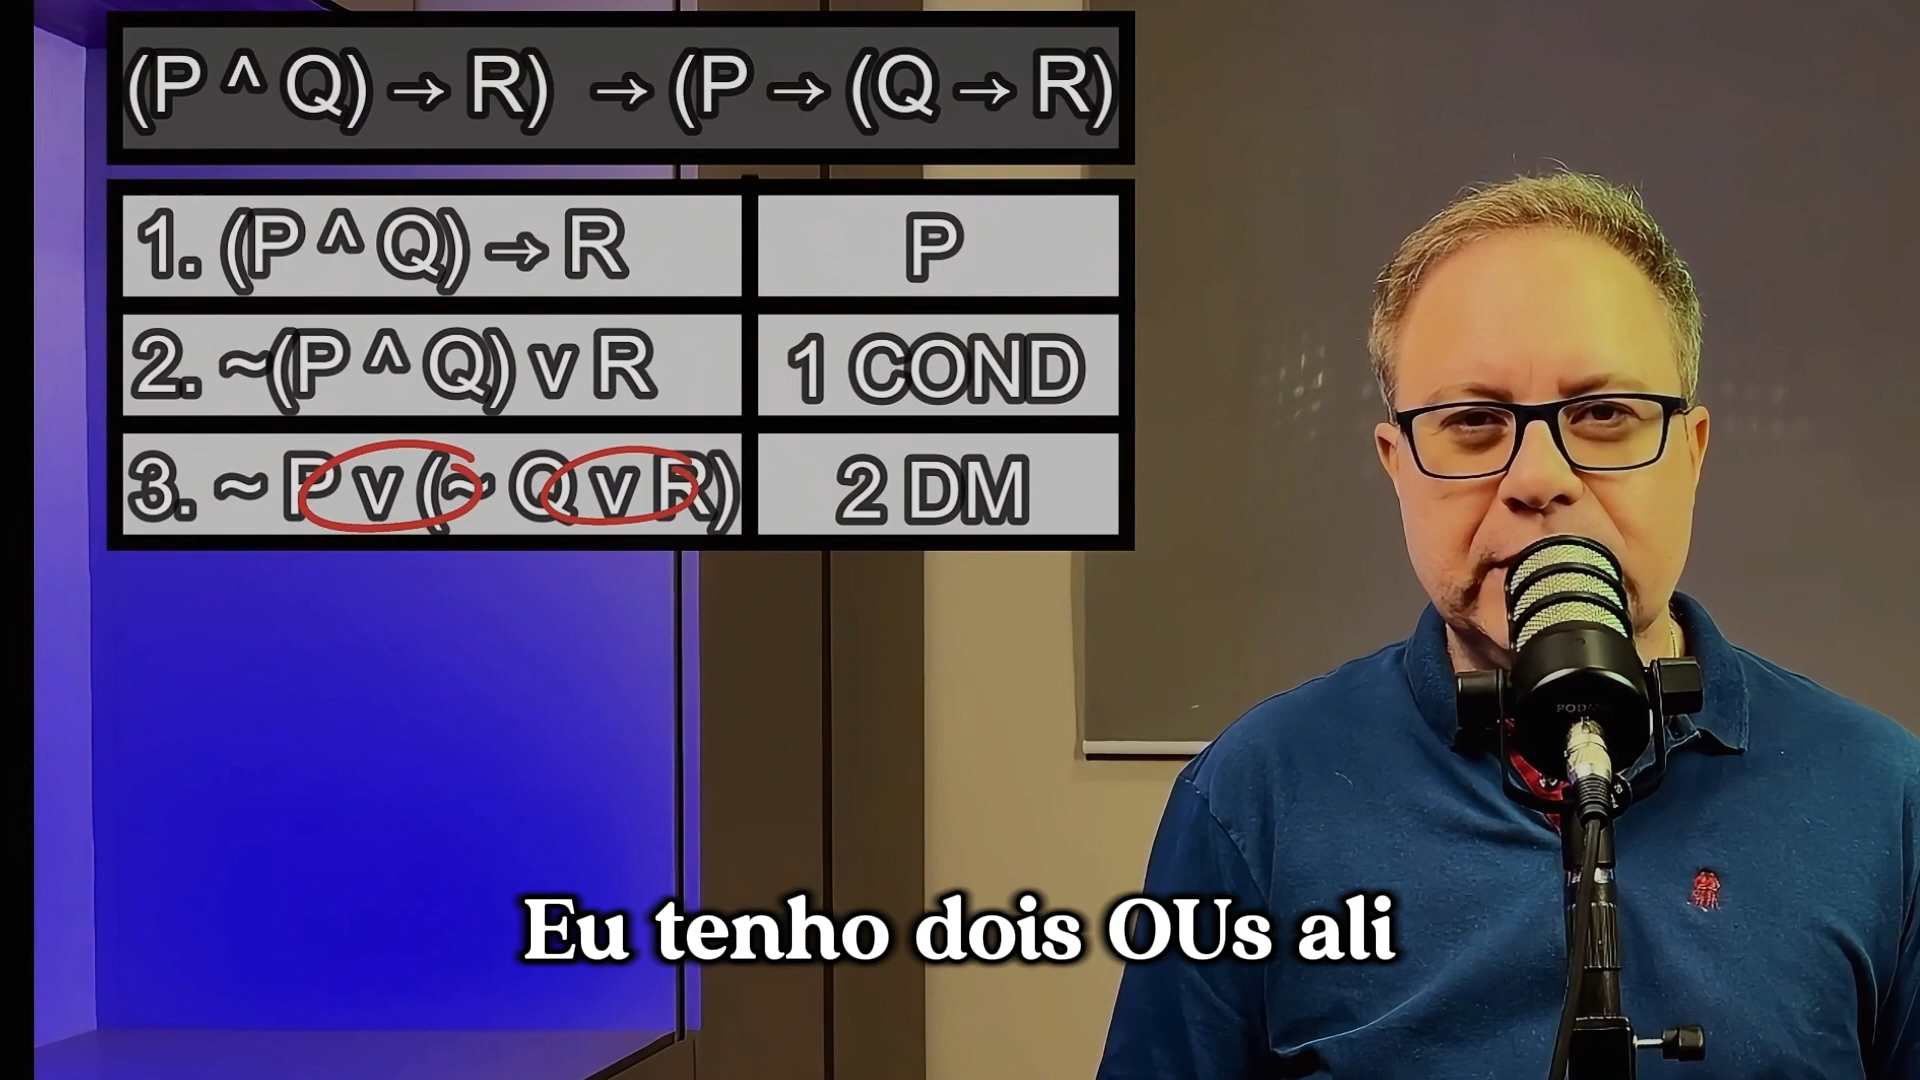 (P ^ Q) → R) → (P → (Q → R)
1. (P ^ Q) → R P
2. ~(P ^ Q) v R 1 COND
3. ~ P v (~ Q v R) 2 DM
Eu tenho dois OUs ali